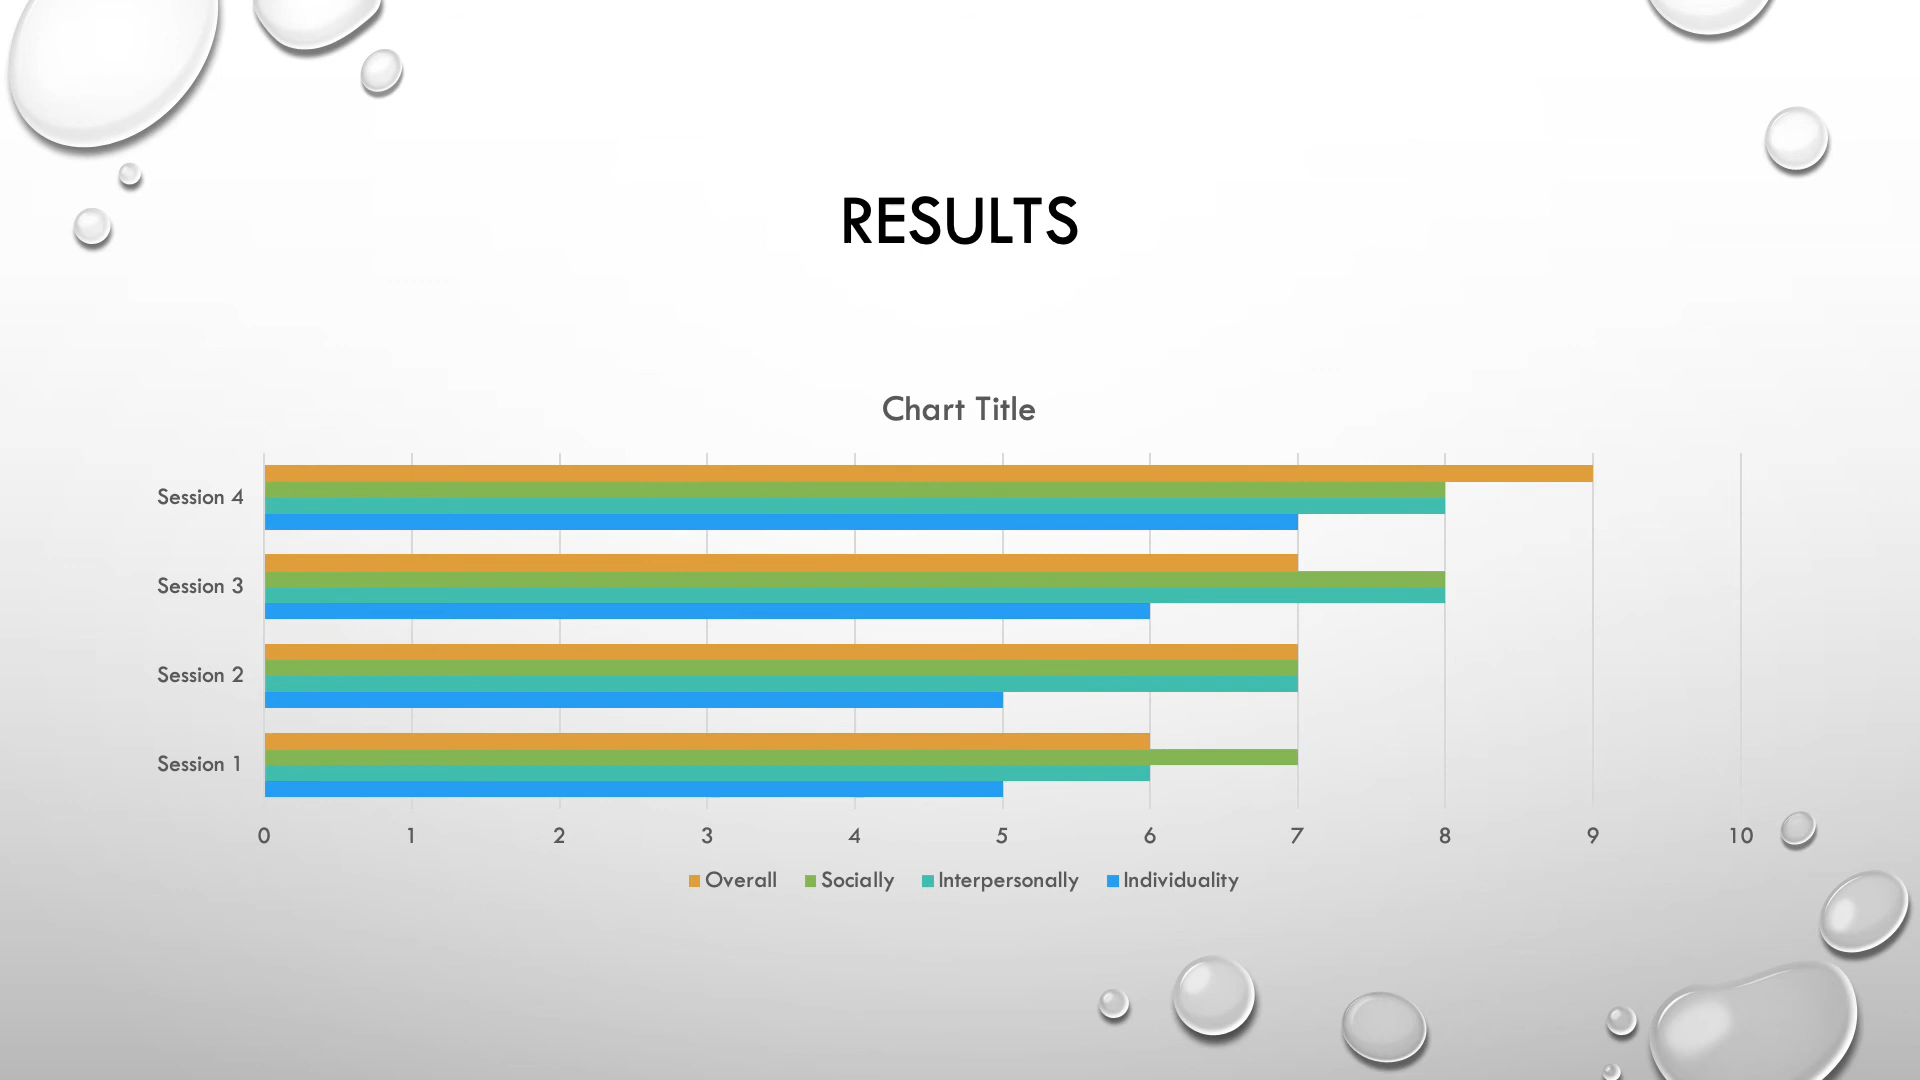 RESULTS
Chart Title
Session 4
Session 3
Session 2
Session 1
0 1 2 3 4 5 6 7 8 9 10
Overall Socially Interpersonally Individuality